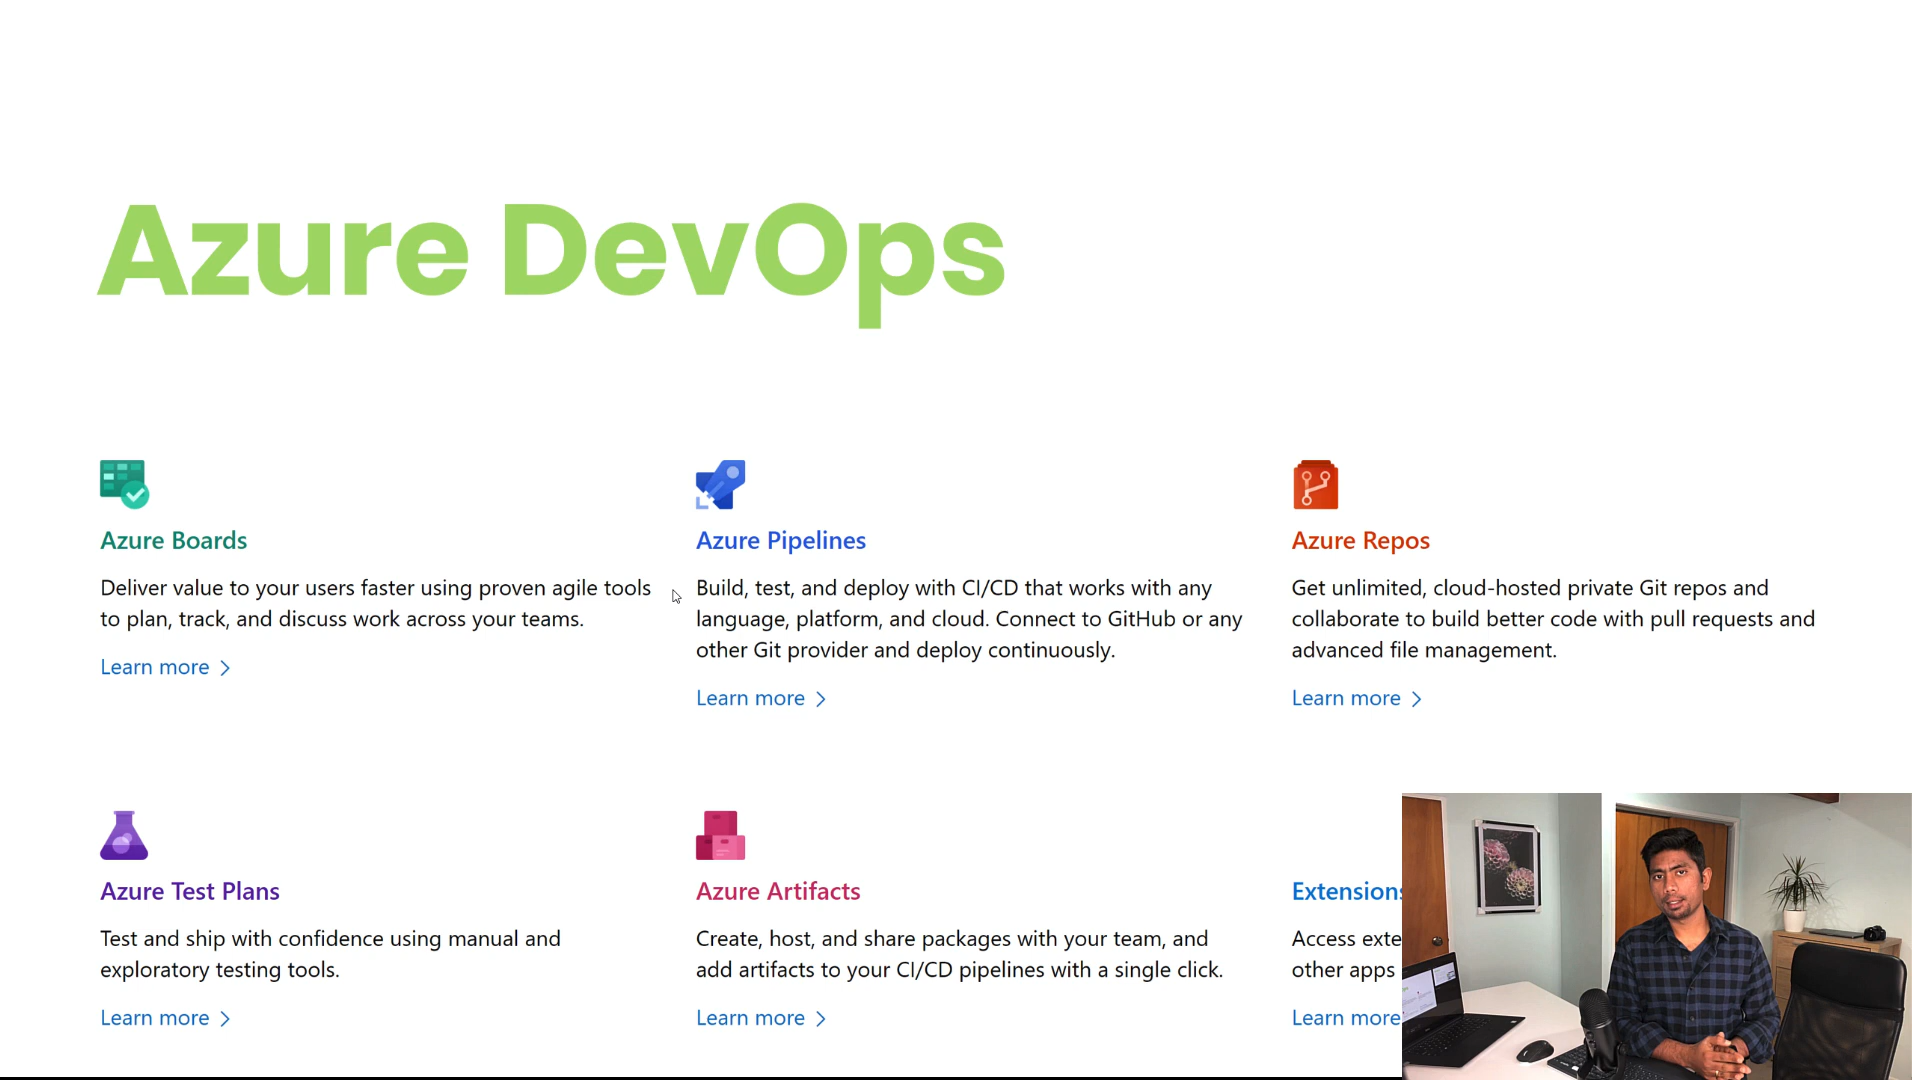 Azure DevOps
Azure Boards
Deliver value to your users faster using proven agile tools
to plan, track, and discuss work across your teams.
Learn more
Azure Pipelines
Build, test, and deploy with CI/CD that works with any
language, platform, and cloud. Connect to GitHub or any
other Git provider and deploy continuously.
Learn more
Azure Repos
Get unlimited, cloud-hosted private Git repos and
collaborate to build better code with pull requests and
advanced file management.
Learn more
Azure Test Plans
Test and ship with confidence using manual and
exploratory testing tools.
Learn more
Azure Artifacts
Create, host, and share packages with your team, and
add artifacts to your CI/CD pipelines with a single click.
Learn more
Extensions
Access exte
other apps
Learn more